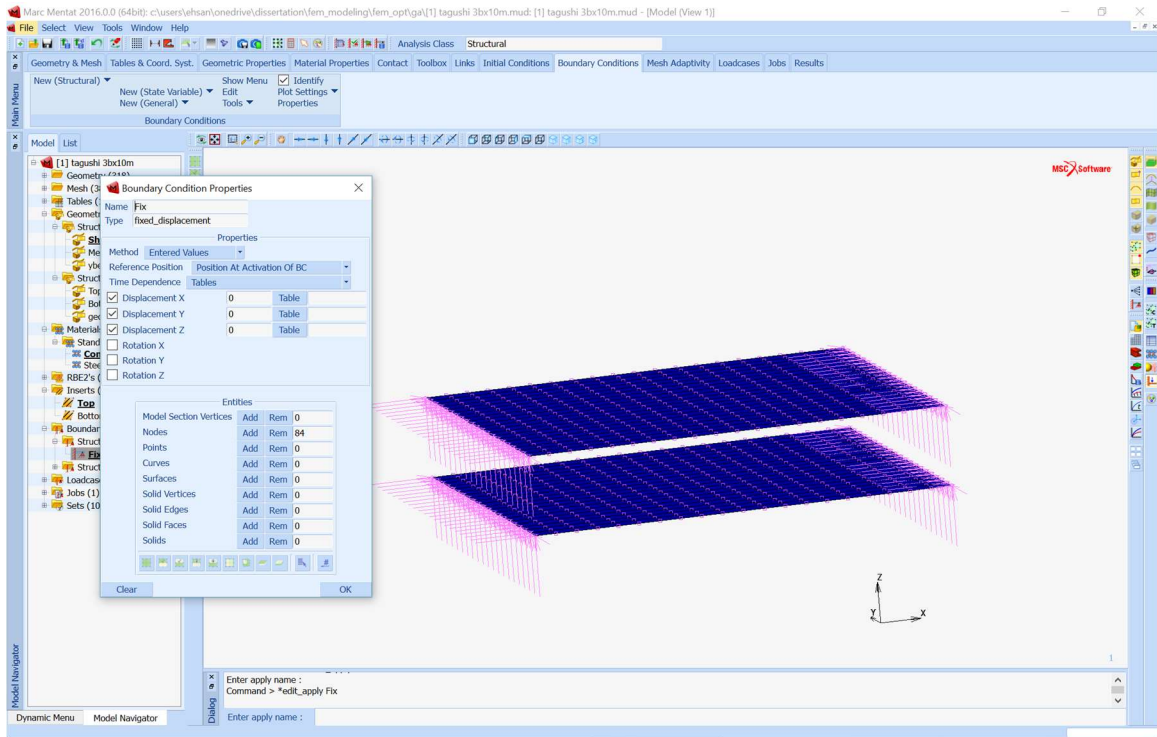 Marc Mentat 2016.0.0 (64bit): c:\users\ehsan\onedrive\dissertation\fem_modeling\fem_opt\ga\[1] tagushi 3bx10m.mud: [1] tagushi 3bx10m.mud - [Model (View 1)]
File Select View Tools Window Help
Analysis Class Structural
Geometry & Mesh Tables & Coord. Syst. Geometric Properties Material Properties Contact Toolbox Links Initial Conditions Boundary Conditions Mesh Adaptivity Loadcases Jobs Results
New (Structural) Show Menu Identify
New (State Variable) Edit Plot Settings
New (General) Tools Properties
Boundary Conditions
Main Menu
Model List
[1] tagushi 3bx10m
Geometry (318)
Mesh (3
Tables (
Geometr
Struct
Sh
Me
ybe
Struct
Top
Bot
geo
Material
Stand
Con
Stee
RBE2's (
Inserts (
Top
Botto
Boundar
Struct
Fix
Struct
Loadcas
Jobs (1)
Sets (10
Boundary Condition Properties
Name Fix
Type fixed_displacement
Properties
Method Entered Values
Reference Position Position At Activation Of BC
Time Dependence Tables
Displacement X 0 Table
Displacement Y 0 Table
Displacement Z 0 Table
Rotation X
Rotation Y
Rotation Z
Entities
Model Section Vertices Add Rem 0
Nodes Add Rem 84
Points Add Rem 0
Curves Add Rem 0
Surfaces Add Rem 0
Solid Vertices Add Rem 0
Solid Edges Add Rem 0
Solid Faces Add Rem 0
Solids Add Rem 0
Clear OK
MSC Software
Z
Y X
1
Model Navigator
Dynamic Menu Model Navigator
Dialog
Enter apply name :
Command > *edit_apply Fix
Enter apply name :